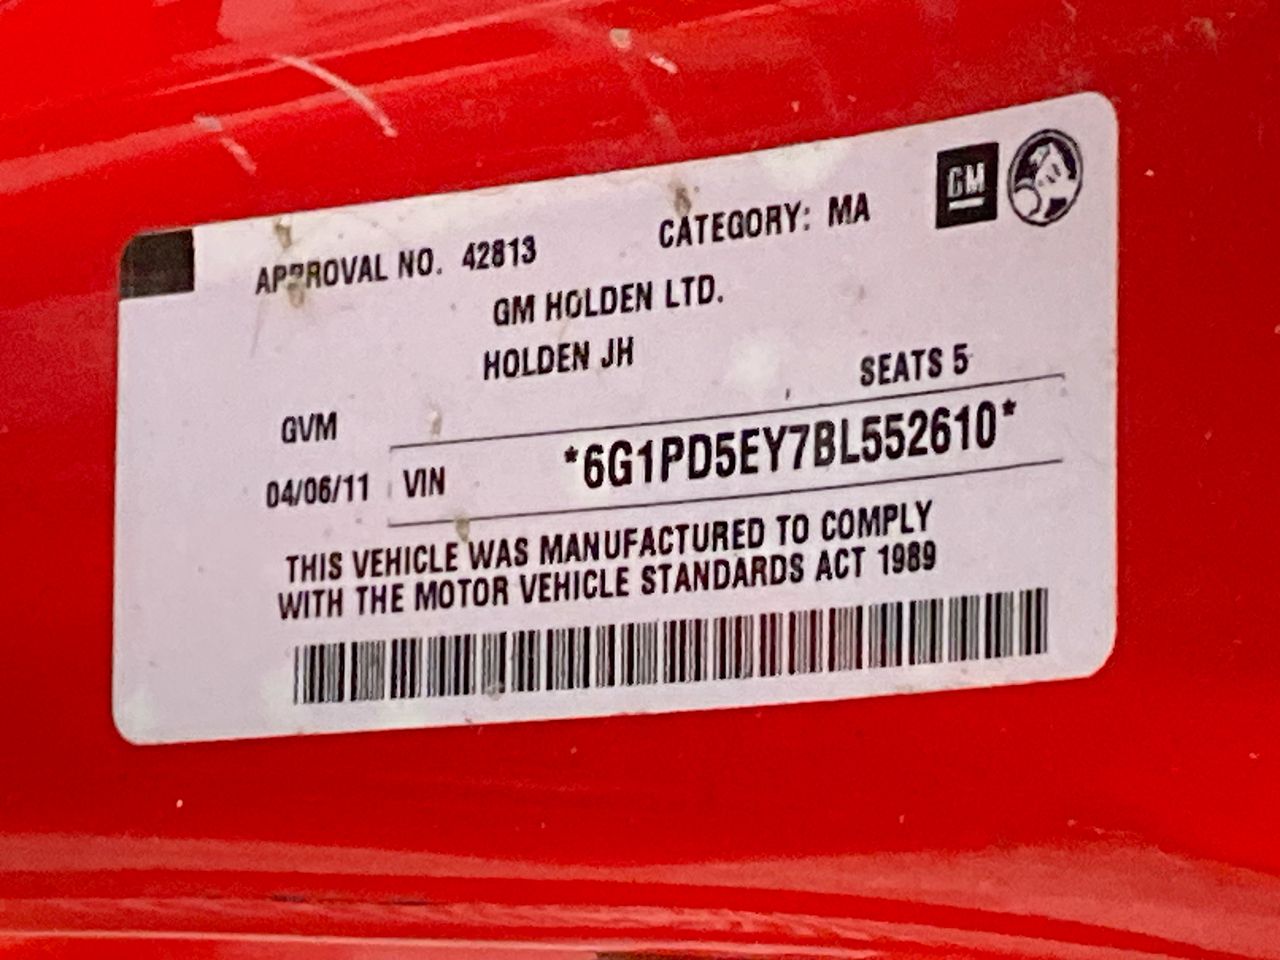 APPROVAL NO. 42813 CATEGORY: MA GM
GM HOLDEN LTD.
HOLDEN JH
SEATS 5
GVM
04/06/11 VIN *6G1PD5EY7BL552610*
THIS VEHICLE WAS MANUFACTURED TO COMPLY
WITH THE MOTOR VEHICLE STANDARDS ACT 1989